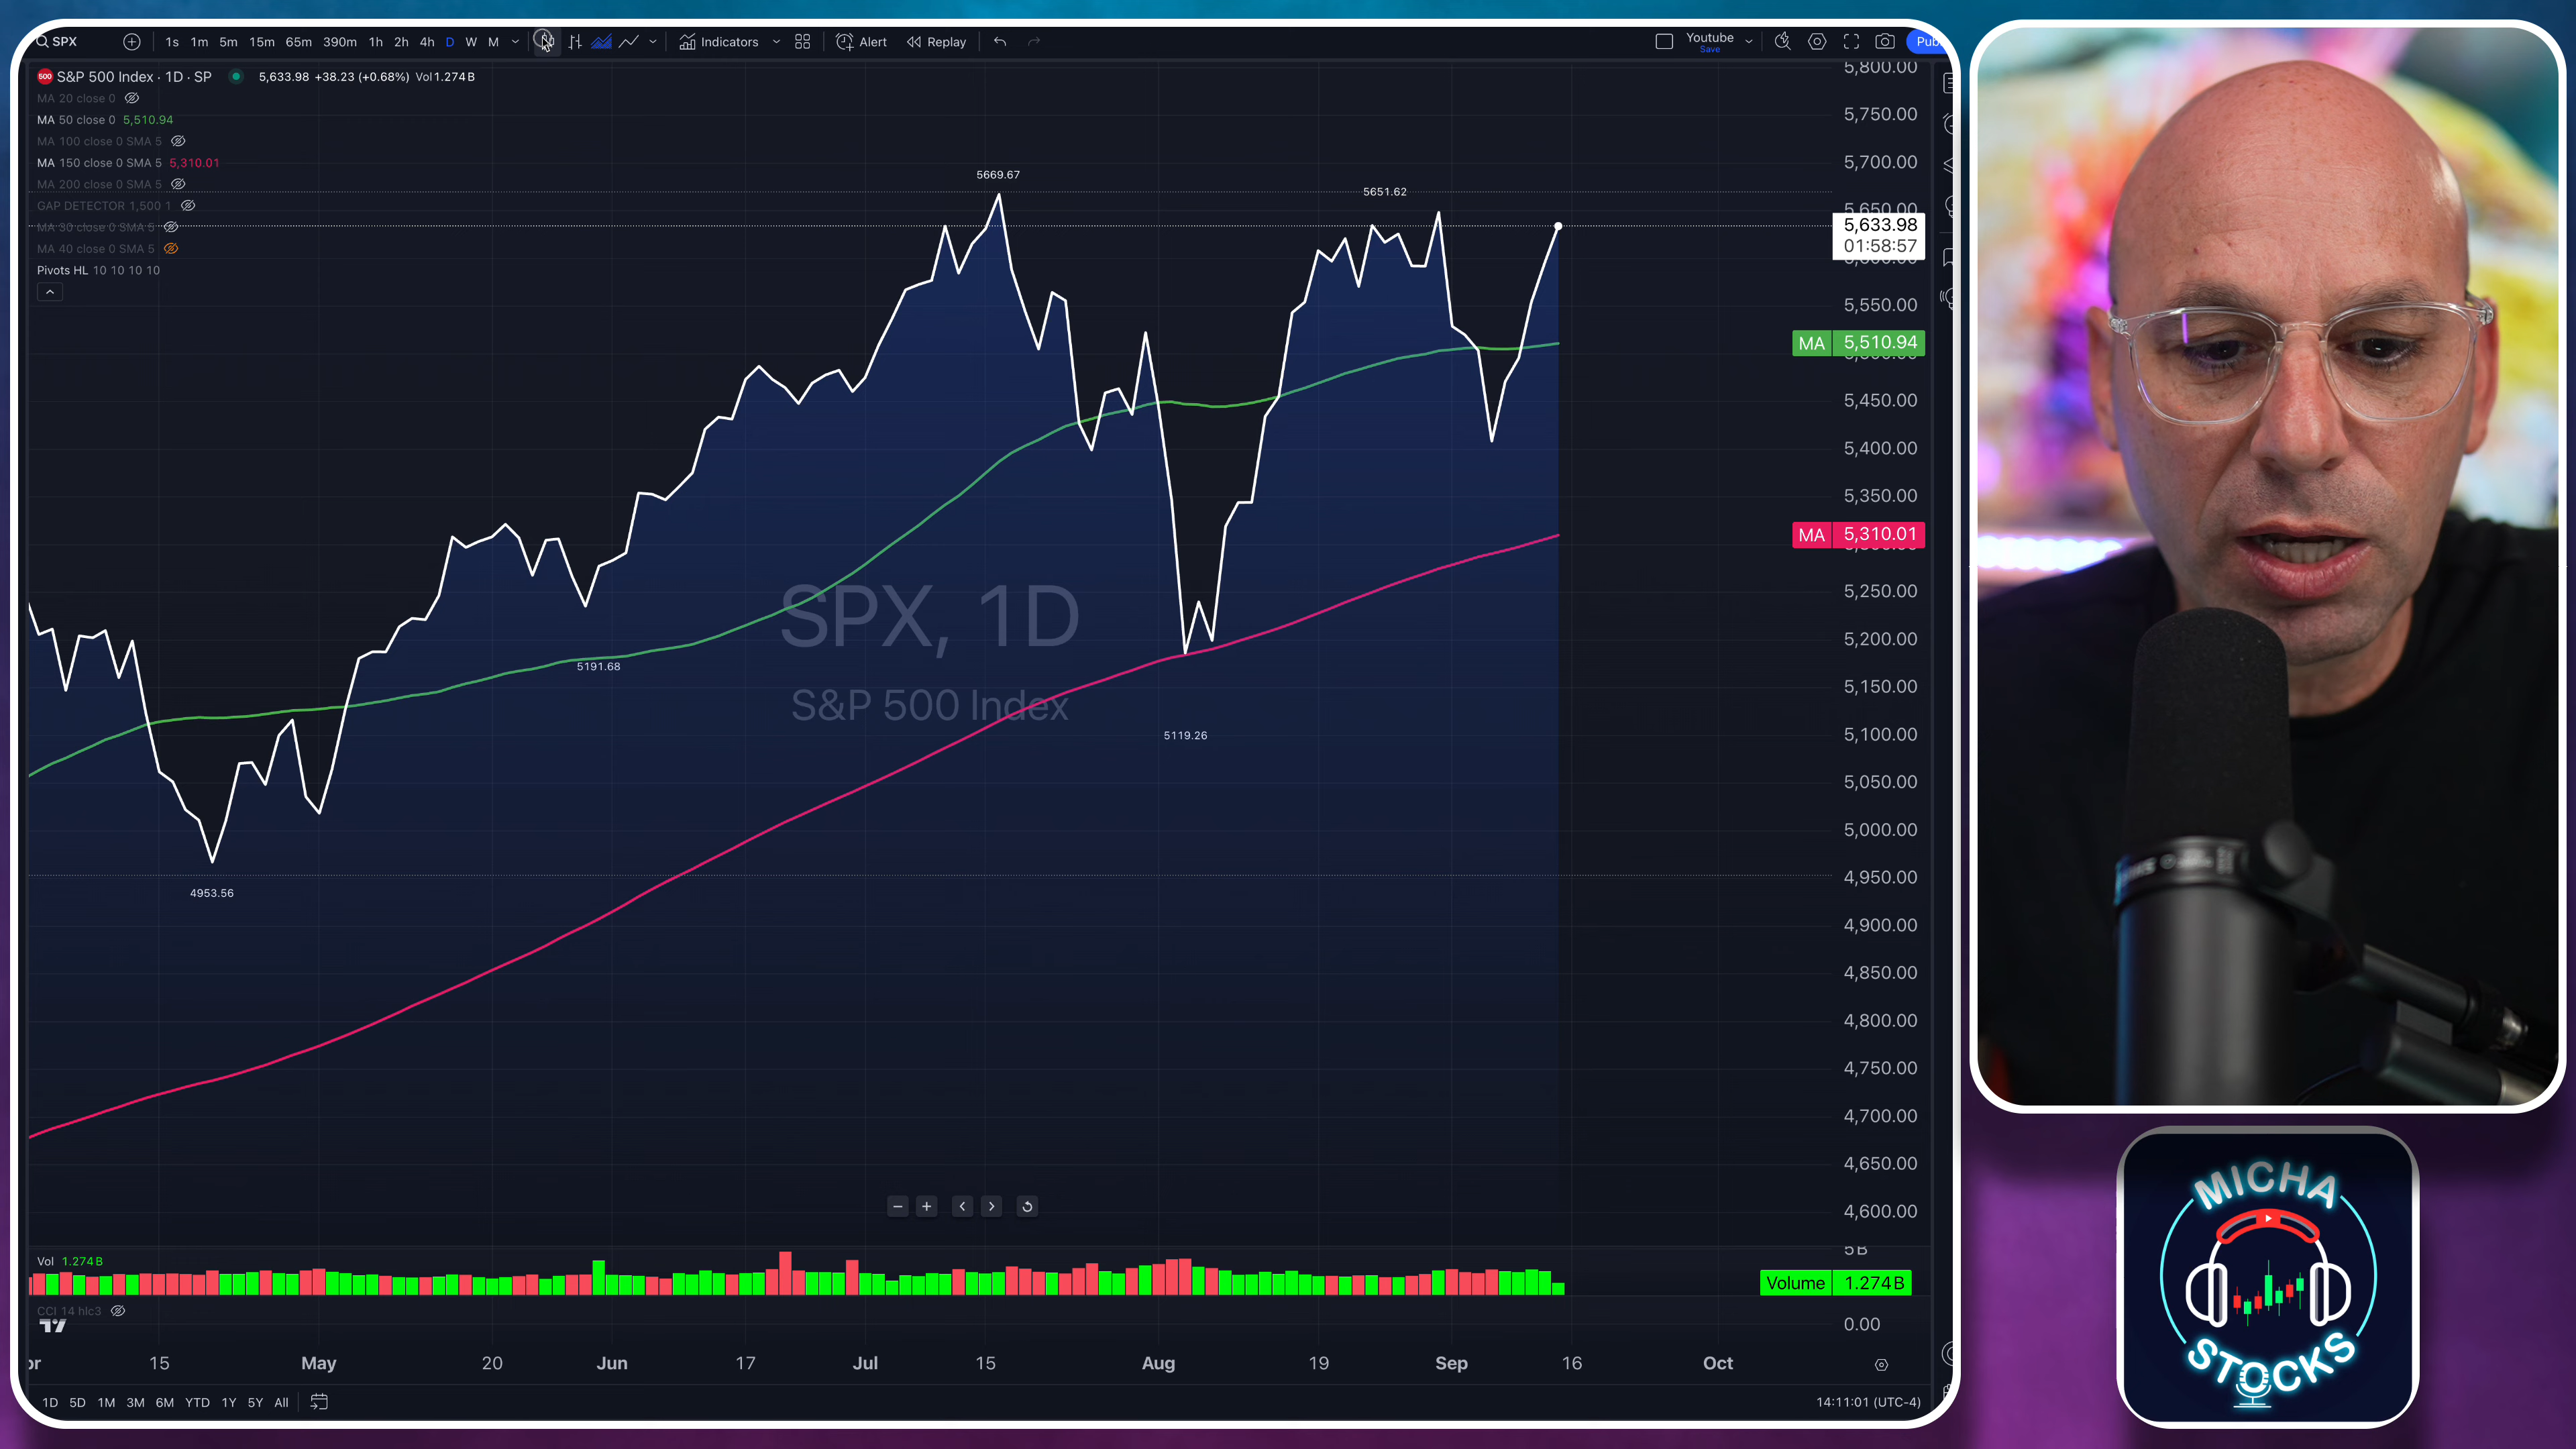 SPX
1s 1m 5m 15m 65m 390m 1h 2h 4h D W M
Indicators
Alert
Replay
Youtube
Save
S&P 500 Index · 1D · SP 5,633.98 +38.23 (+0.68%) Vol 1.274 B
MA 20 close 0
MA 50 close 0 5,510.94
MA 100 close 0 SMA 5
MA 150 close 0 SMA 5 5,310.01
MA 200 close 0 SMA 5
GAP DETECTOR 1,500 1
MA 30 close 0 SMA 5
MA 40 close 0 SMA 5
Pivots HL 10 10 10 10
5669.67
5651.62
5191.68
5119.26
4953.56
SPX, 1D
S&P 500 Index
5,800.00
5,750.00
5,700.00
5,650.00
5,633.98
01:58:57
5,550.00
MA 5,510.94
5,450.00
5,400.00
5,350.00
MA 5,310.01
5,250.00
5,200.00
5,150.00
5,100.00
5,050.00
5,000.00
4,950.00
4,900.00
4,850.00
4,800.00
4,750.00
4,700.00
4,650.00
4,600.00
5B
Vol 1.274 B
Volume 1.274 B
CCI 14 hlc3
0.00
15 May 20 Jun 17 Jul 15 Aug 19 Sep 16 Oct
1D 5D 1M 3M 6M YTD 1Y 5Y All
14:11:01 (UTC-4)
MICHA
STOCKS